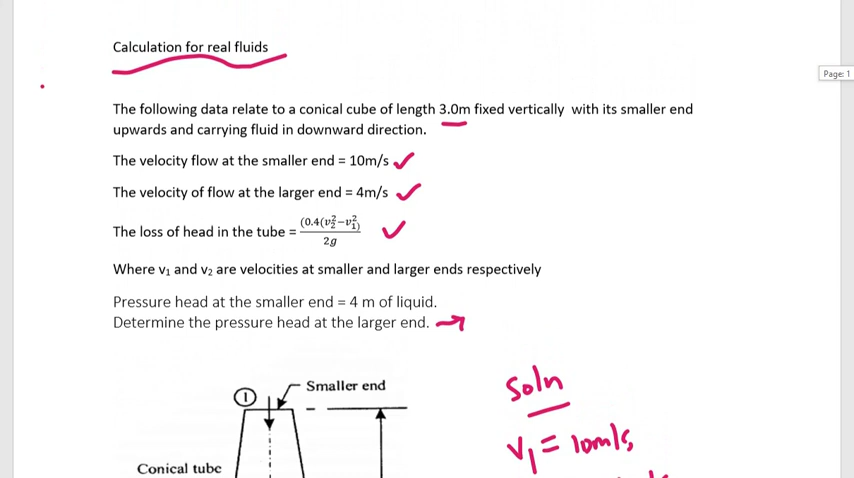 Calculation for real fluids
Page: 1
The following data relate to a conical cube of length 3.0m fixed vertically with its smaller end
upwards and carrying fluid in downward direction.
The velocity flow at the smaller end = 10m/s
The velocity of flow at the larger end = 4m/s
The loss of head in the tube = (0.4(v₂²−v₁²)/2g
Where v₁ and v₂ are velocities at smaller and larger ends respectively
Pressure head at the smaller end = 4 m of liquid.
Determine the pressure head at the larger end.
Soln
① Smaller end
V₁ = 10m/s,
Conical tube